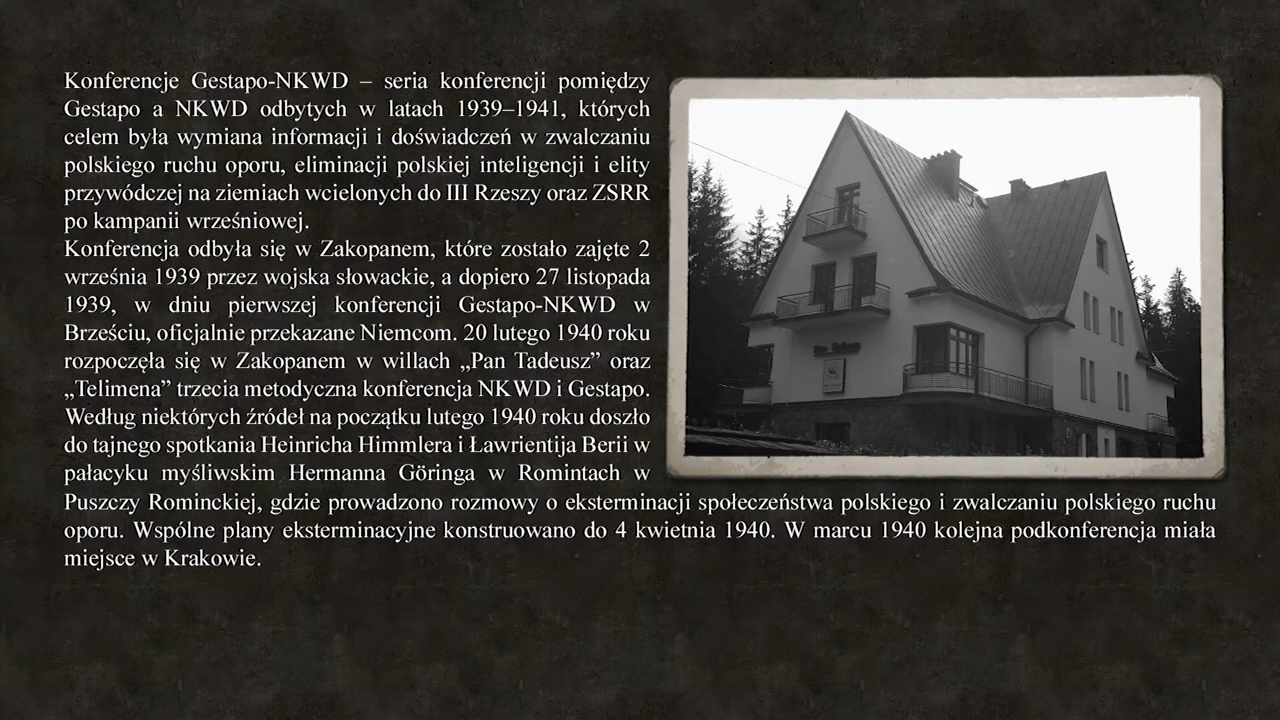 Konferencje Gestapo-NKWD – seria konferencji pomiędzy
Gestapo a NKWD odbytych w latach 1939–1941, których
celem była wymiana informacji i doświadczeń w zwalczaniu
polskiego ruchu oporu, eliminacji polskiej inteligencji i elity
przywódczej na ziemiach wcielonych do III Rzeszy oraz ZSRR
po kampanii wrześniowej.
Konferencja odbyła się w Zakopanem, które zostało zajęte 2
września 1939 przez wojska słowackie, a dopiero 27 listopada
1939, w dniu pierwszej konferencji Gestapo-NKWD w
Brześciu, oficjalnie przekazane Niemcom. 20 lutego 1940 roku
rozpoczęła się w Zakopanem w willach „Pan Tadeusz” oraz
„Telimena” trzecia metodyczna konferencja NKWD i Gestapo.
Według niektórych źródeł na początku lutego 1940 roku doszło
do tajnego spotkania Heinricha Himmlera i Ławrientija Berii w
pałacyku myśliwskim Hermanna Göringa w Romintach w
Puszczy Rominckiej, gdzie prowadzono rozmowy o eksterminacji społeczeństwa polskiego i zwalczaniu polskiego ruchu
oporu. Wspólne plany eksterminacyjne konstruowano do 4 kwietnia 1940. W marcu 1940 kolejna podkonferencja miała
miejsce w Krakowie.